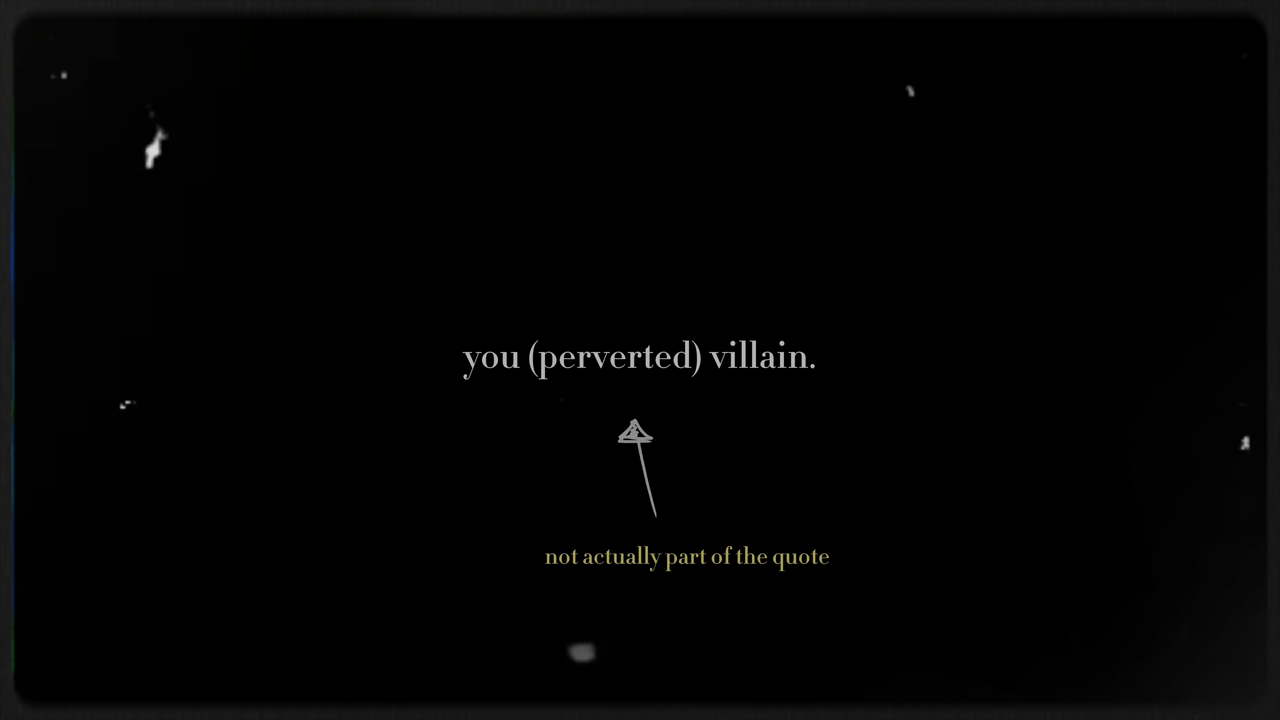 you (perverted) villain.
not actually part of the quote